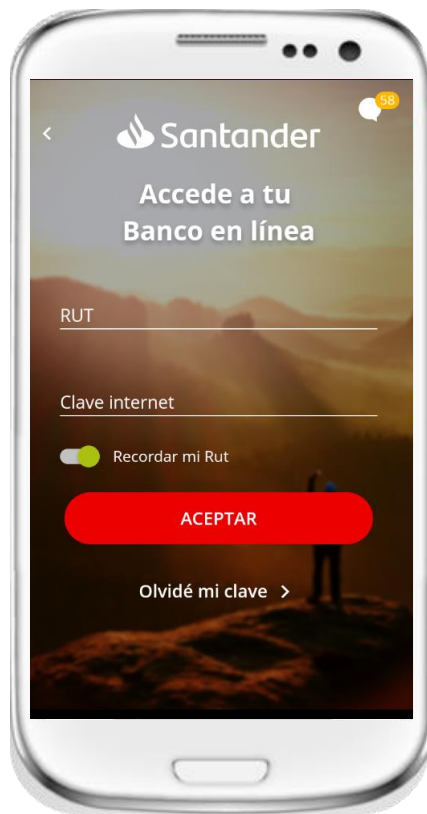 58
Santander
Accede a tu
Banco en línea
RUT
Clave internet
Recordar mi Rut
ACEPTAR
Olvidé mi clave